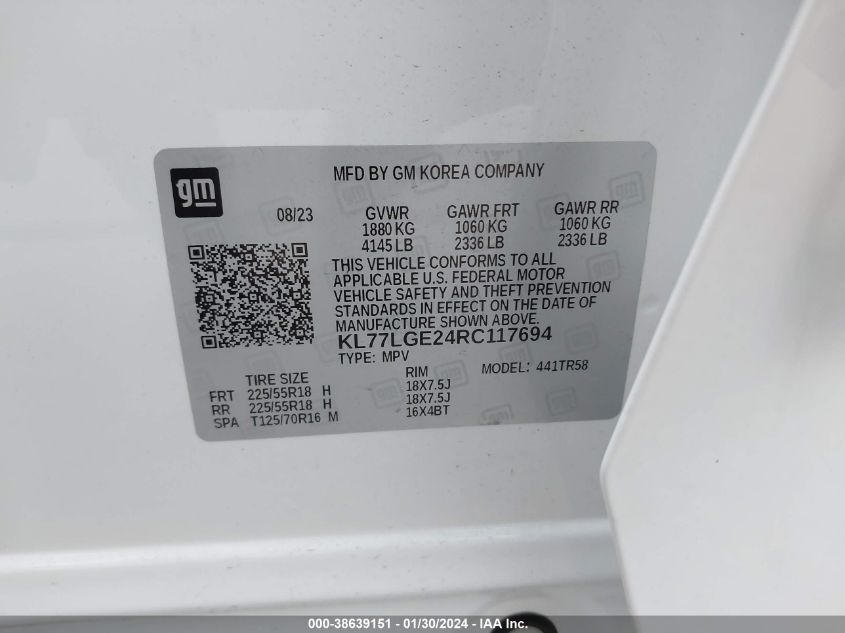 gm
MFD BY GM KOREA COMPANY
08/23
GVWR GAWR FRT GAWR RR
1880 KG 1060 KG 1060 KG
4145 LB 2336 LB 2336 LB
THIS VEHICLE CONFORMS TO ALL
APPLICABLE U.S. FEDERAL MOTOR
VEHICLE SAFETY AND THEFT PREVENTION
STANDARDS IN EFFECT ON THE DATE OF
MANUFACTURE SHOWN ABOVE.
KL77LGE24RC117694
TYPE: MPV MODEL: 441TR58
TIRE SIZE RIM
FRT 225/55R18 H 18X7.5J
RR 225/55R18 H 18X7.5J
SPA T125/70R16 M 16X4BT
000-38639151 - 01/30/2024 - IAA Inc.